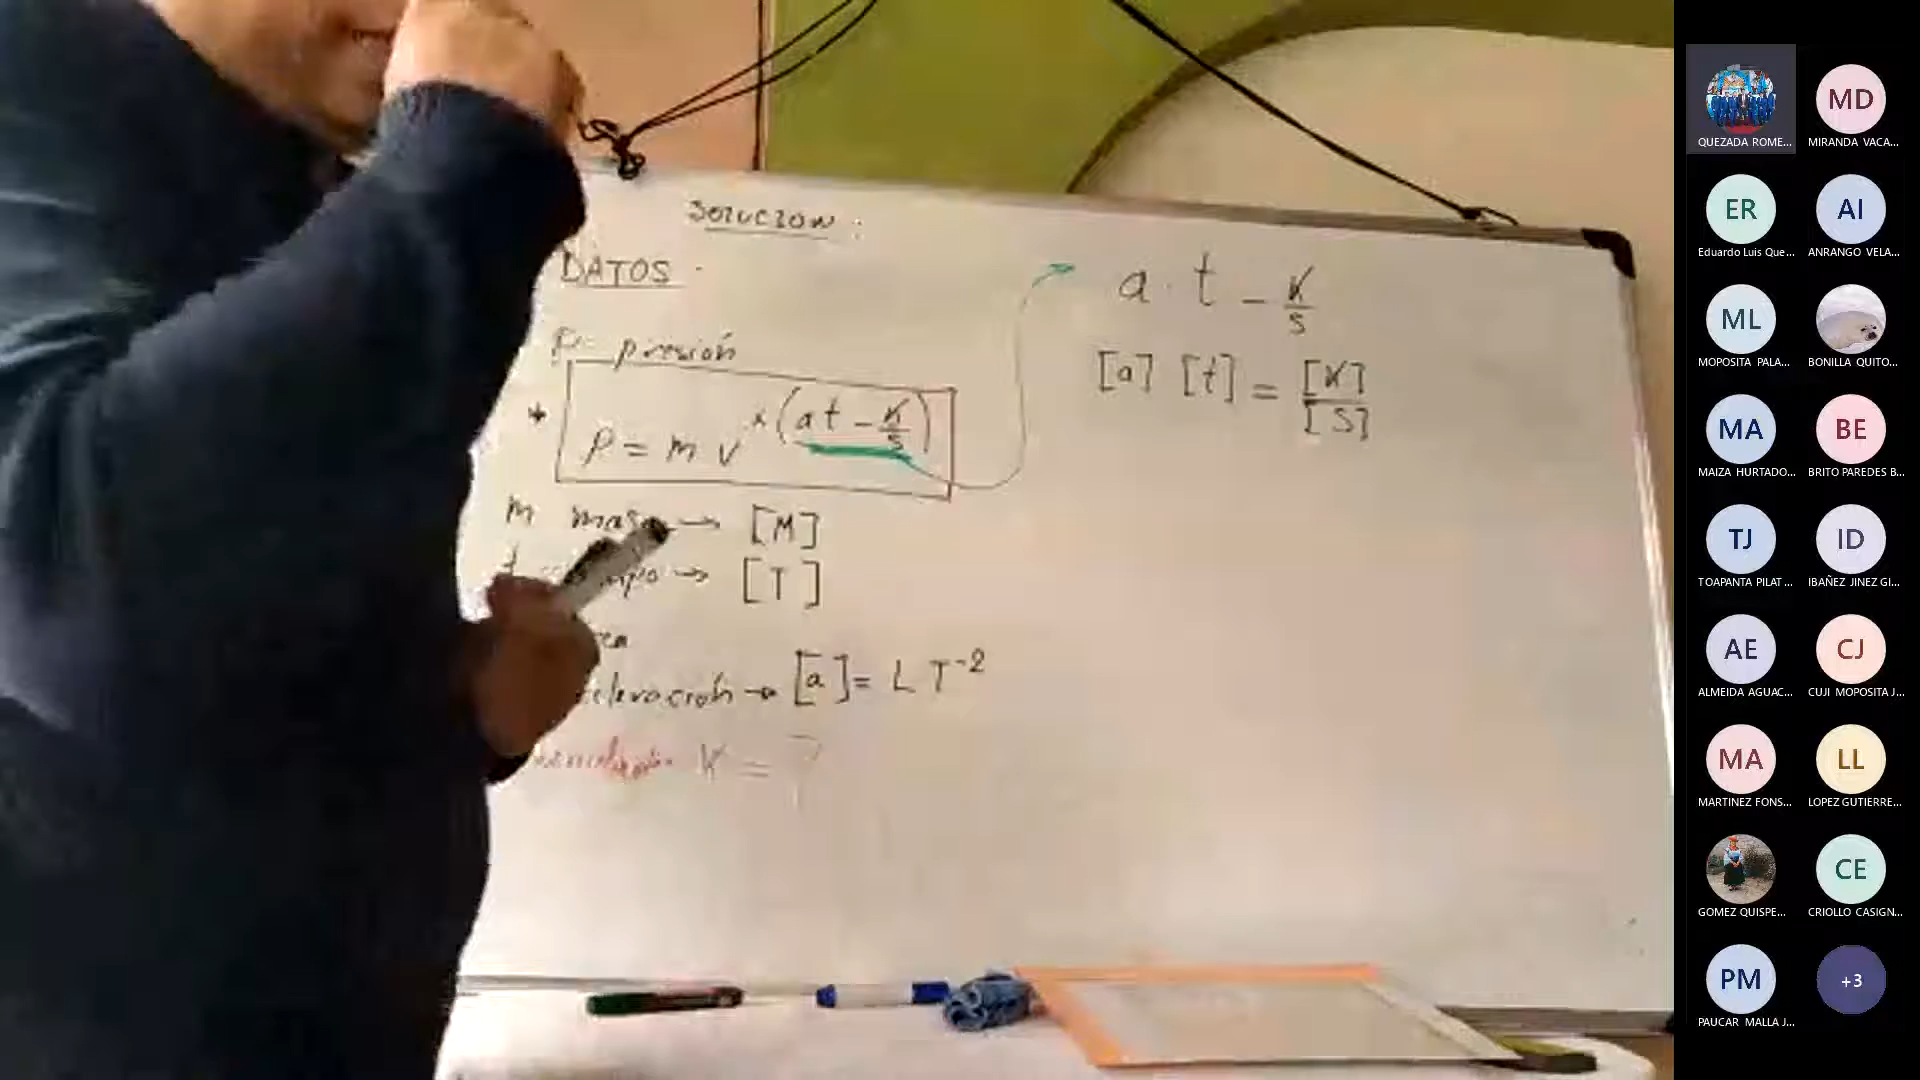 SOLUCION:
DATOS.
P= presión
* P = m v^x(at - K/S)
m masa → [M]
→ [T]
→ [a] = L T^-2
K = ?
a . t - K/S
[a] [t] = [K]/[S]
QUEZADA ROME...
MD
MIRANDA VACA...
ER
Eduardo Luis Que...
AI
ANRANGO VELA...
ML
MOPOSITA PALA...
BONILLA QUITO...
MA
MAIZA HURTADO...
BE
BRITO PAREDES B...
TJ
TOAPANTA PILAT...
ID
IBAÑEZ JINEZ GI...
AE
ALMEIDA AGUAC...
CJ
CUJI MOPOSITA J...
MA
MARTINEZ FONS...
LL
LOPEZ GUTIERRE...
GOMEZ QUISPE...
CE
CRIOLLO CASIGN...
PM
PAUCAR MALLA J...
+3